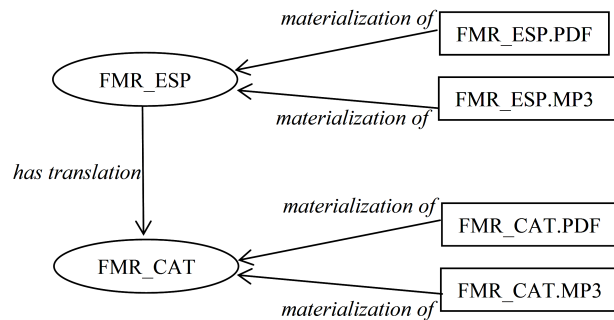 materialization of
FMR_ESP.PDF
FMR_ESP
FMR_ESP.MP3
materialization of
has translation
materialization of
FMR_CAT.PDF
FMR_CAT
FMR_CAT.MP3
materialization of